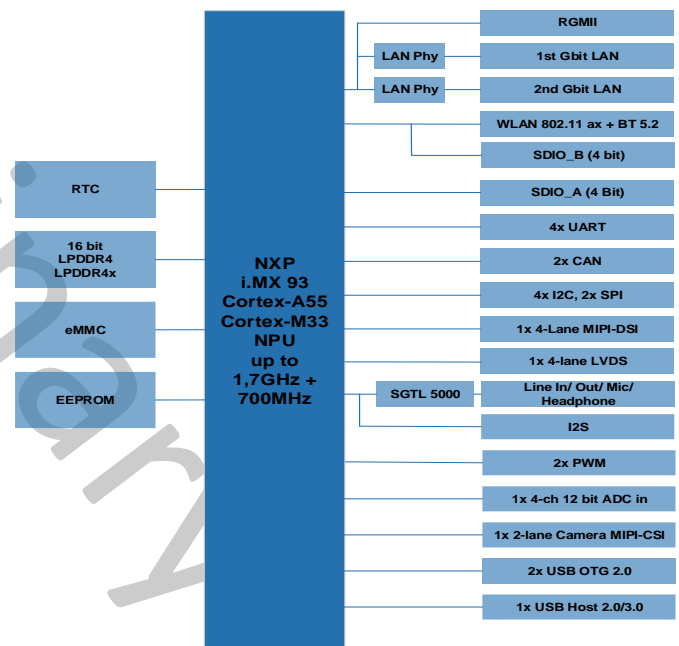 RTC
16 bit
LPDDR4
LPDDR4x
eMMC
EEPROM
NXP
i.MX 93
Cortex-A55
Cortex-M33
NPU
up to
1,7GHz +
700MHz
RGMII
LAN Phy
1st Gbit LAN
LAN Phy
2nd Gbit LAN
WLAN 802.11 ax + BT 5.2
SDIO_B (4 bit)
SDIO_A (4 Bit)
4x UART
2x CAN
4x I2C, 2x SPI
1x 4-Lane MIPI-DSI
1x 4-lane LVDS
SGTL 5000
Line In/ Out/ Mic/
Headphone
I2S
2x PWM
1x 4-ch 12 bit ADC in
1x 2-lane Camera MIPI-CSI
2x USB OTG 2.0
1x USB Host 2.0/3.0